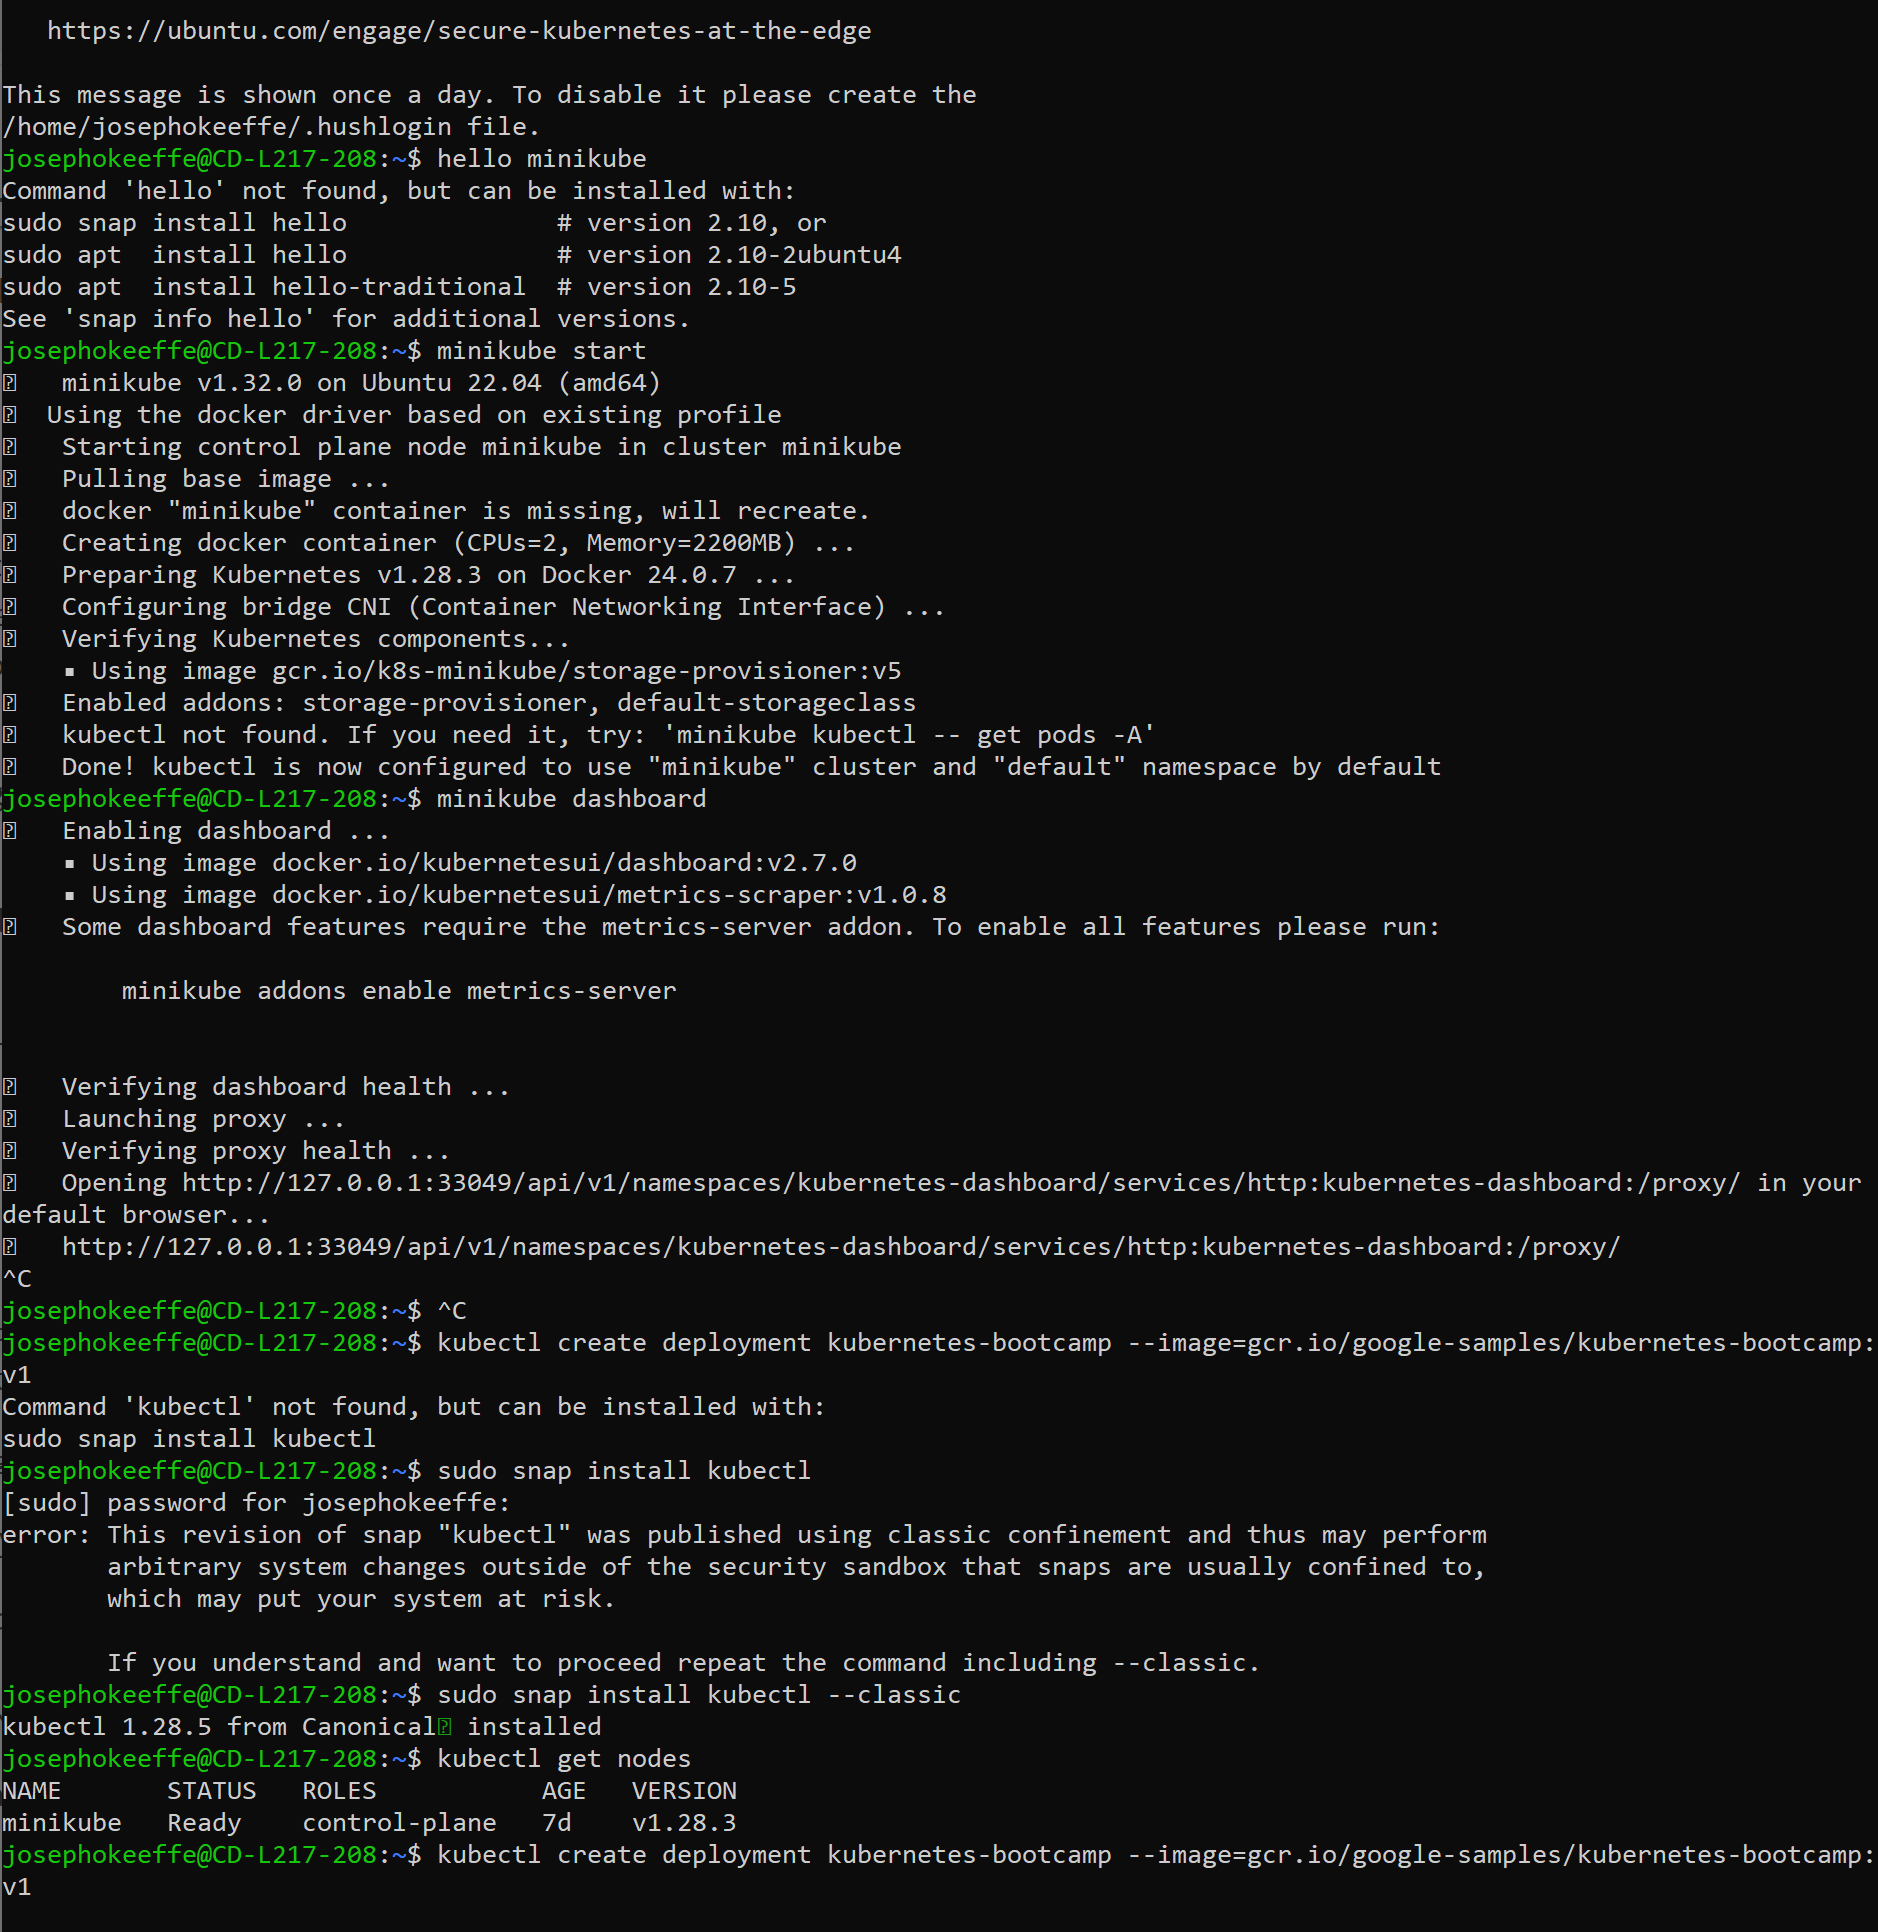 https://ubuntu.com/engage/secure-kubernetes-at-the-edge
This message is shown once a day. To disable it please create the
/home/josephokeeffe/.hushlogin file.
josephokeeffe@CD-L217-208:~$ hello minikube
Command 'hello' not found, but can be installed with:
sudo snap install hello              # version 2.10, or
sudo apt  install hello              # version 2.10-2ubuntu4
sudo apt  install hello-traditional  # version 2.10-5
See 'snap info hello' for additional versions.
josephokeeffe@CD-L217-208:~$ minikube start
minikube v1.32.0 on Ubuntu 22.04 (amd64)
Using the docker driver based on existing profile
Starting control plane node minikube in cluster minikube
Pulling base image ...
docker "minikube" container is missing, will recreate.
Creating docker container (CPUs=2, Memory=2200MB) ...
Preparing Kubernetes v1.28.3 on Docker 24.0.7 ...
Configuring bridge CNI (Container Networking Interface) ...
Verifying Kubernetes components...
▪ Using image gcr.io/k8s-minikube/storage-provisioner:v5
Enabled addons: storage-provisioner, default-storageclass
kubectl not found. If you need it, try: 'minikube kubectl -- get pods -A'
Done! kubectl is now configured to use "minikube" cluster and "default" namespace by default
josephokeeffe@CD-L217-208:~$ minikube dashboard
Enabling dashboard ...
▪ Using image docker.io/kubernetesui/dashboard:v2.7.0
▪ Using image docker.io/kubernetesui/metrics-scraper:v1.0.8
Some dashboard features require the metrics-server addon. To enable all features please run:
minikube addons enable metrics-server
Verifying dashboard health ...
Launching proxy ...
Verifying proxy health ...
Opening http://127.0.0.1:33049/api/v1/namespaces/kubernetes-dashboard/services/http:kubernetes-dashboard:/proxy/ in your
default browser...
http://127.0.0.1:33049/api/v1/namespaces/kubernetes-dashboard/services/http:kubernetes-dashboard:/proxy/
^C
josephokeeffe@CD-L217-208:~$ ^C
josephokeeffe@CD-L217-208:~$ kubectl create deployment kubernetes-bootcamp --image=gcr.io/google-samples/kubernetes-bootcamp:
v1
Command 'kubectl' not found, but can be installed with:
sudo snap install kubectl
josephokeeffe@CD-L217-208:~$ sudo snap install kubectl
[sudo] password for josephokeeffe:
error: This revision of snap "kubectl" was published using classic confinement and thus may perform
arbitrary system changes outside of the security sandbox that snaps are usually confined to,
which may put your system at risk.
If you understand and want to proceed repeat the command including --classic.
josephokeeffe@CD-L217-208:~$ sudo snap install kubectl --classic
kubectl 1.28.5 from Canonical installed
josephokeeffe@CD-L217-208:~$ kubectl get nodes
NAME       STATUS   ROLES           AGE   VERSION
minikube   Ready    control-plane   7d    v1.28.3
josephokeeffe@CD-L217-208:~$ kubectl create deployment kubernetes-bootcamp --image=gcr.io/google-samples/kubernetes-bootcamp:
v1